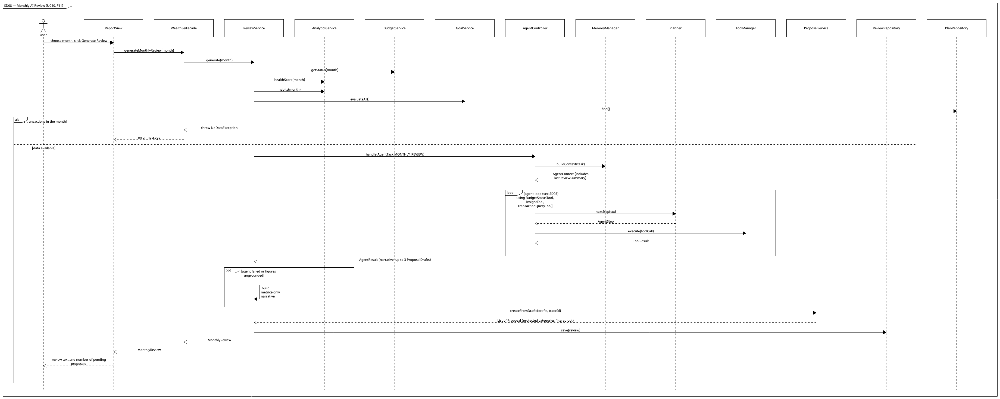 SD08 — Monthly AI Review (UC10, F11)
User
ReportView
WealthSeiFacade
ReviewService
AnalyticsService
BudgetService
GoalService
AgentController
MemoryManager
Planner
ToolManager
ProposalService
ReviewRepository
PlanRepository
choose month, click Generate Review
generateMonthlyReview(month)
generate(month)
getStatus(month)
healthScore(month)
habits(month)
evaluateAll()
find()
alt
[no transactions in the month]
throw NoDataException
error message
[data available]
handle(AgentTask MONTHLY_REVIEW)
buildContext(task)
AgentContext (includes
lastReviewSummary)
loop
[agent loop (see SD05)
using BudgetStatusTool,
InsightTool,
TransactionQueryTool]
nextStep(ctx)
AgentStep
execute(toolCall)
ToolResult
AgentResult (narrative, up to 3 ProposalDrafts)
opt
[agent failed or figures
ungrounded]
build
metrics-only
narrative
createFromDrafts(drafts, traceId)
List of Proposal (protected categories filtered out)
save(review)
MonthlyReview
MonthlyReview
review text and number of pending
proposals